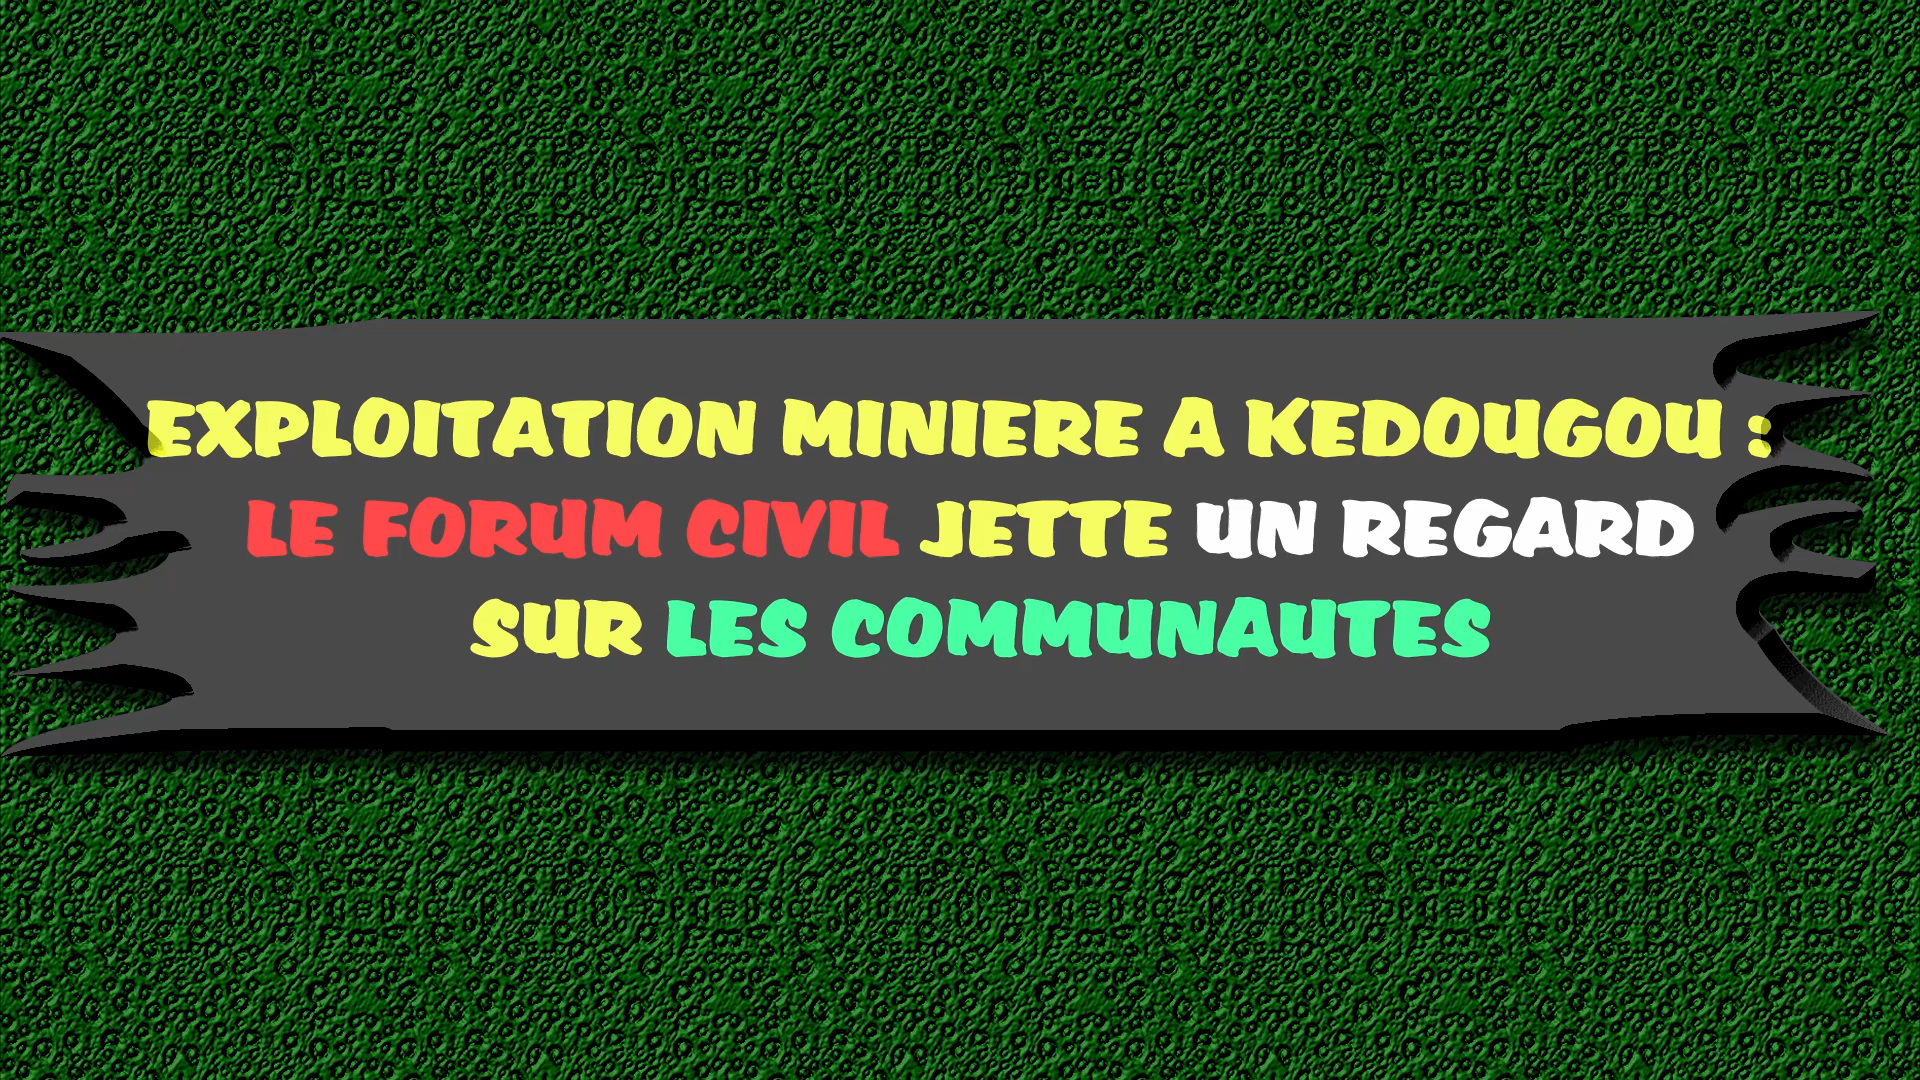 EXPLOITATION MINIERE A KEDOUGOU :
LE FORUM CIVIL JETTE UN REGARD
SUR LES COMMUNAUTES